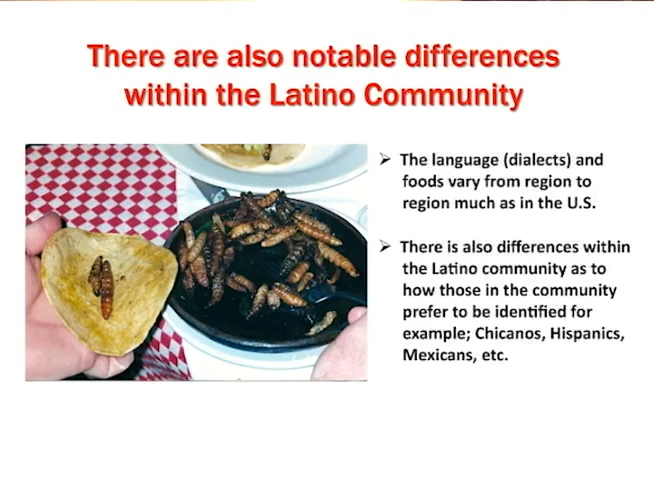 There are also notable differences
within the Latino Community
➢ The language (dialects) and
foods vary from region to
region much as in the U.S.
➢ There is also differences within
the Latino community as to
how those in the community
prefer to be identified for
example; Chicanos, Hispanics,
Mexicans, etc.